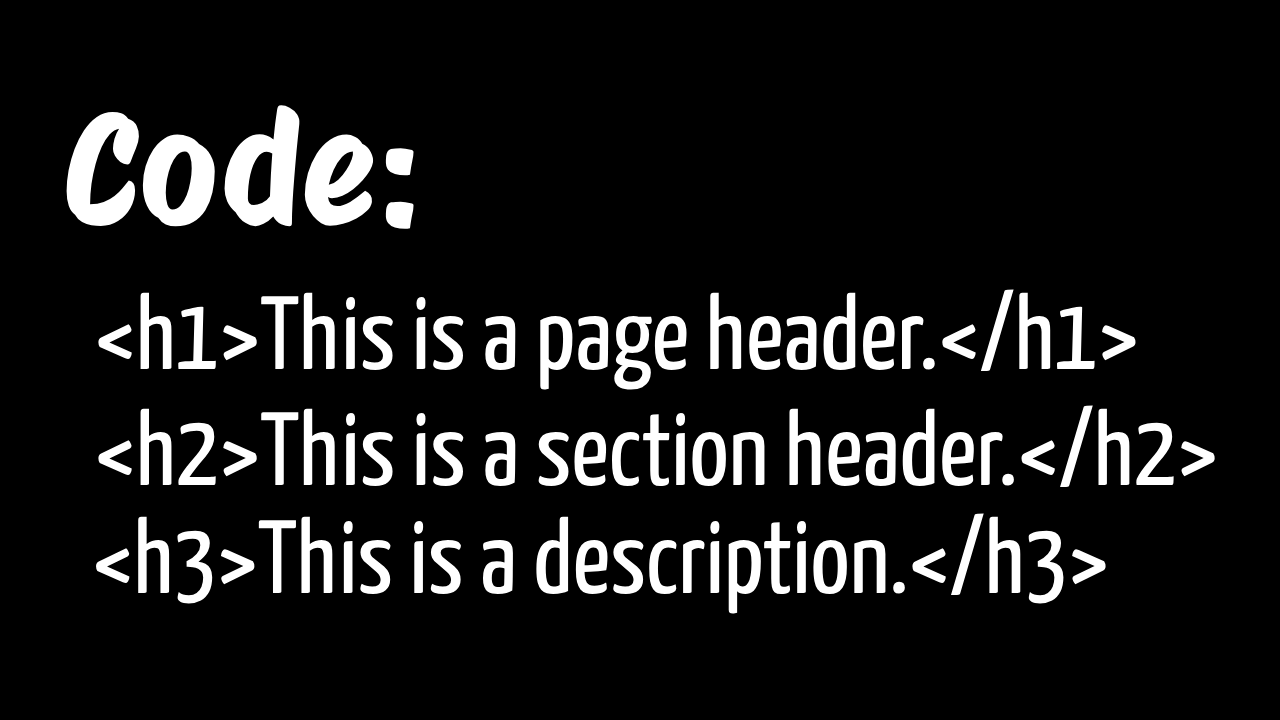 Code:
<h1>This is a page header.</h1>
<h2>This is a section header.</h2>
<h3>This is a description.</h3>